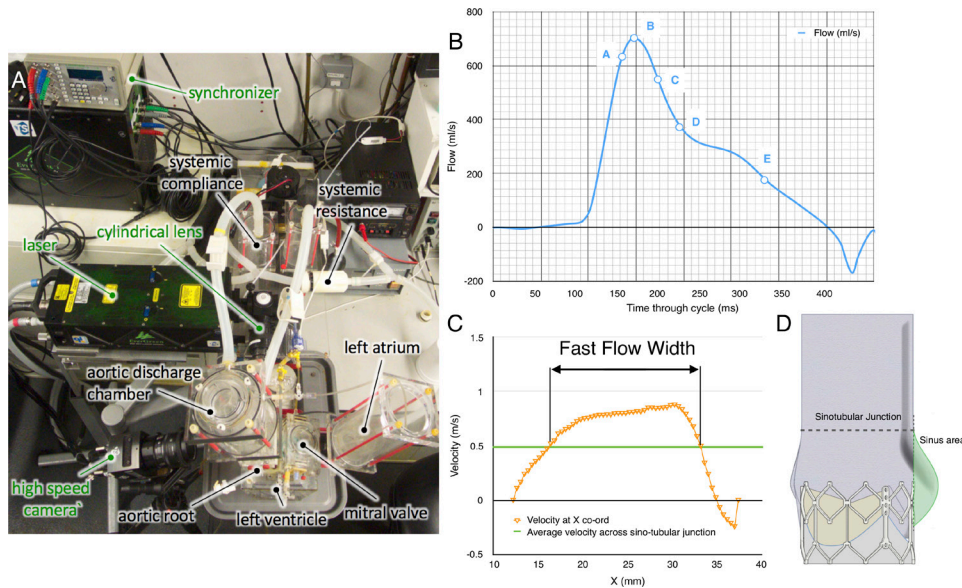 A
synchronizer
systemic
compliance
systemic
resistance
cylindrical lens
laser
left atrium
aortic discharge
chamber
high speed
camera
aortic root
left ventricle
mitral valve
B
Flow (ml/s)
800
600
400
200
0
-200
A
B
C
D
E
Flow (ml/s)
0
50
100
150
200
250
300
350
400
Time through cycle (ms)
C
Fast Flow Width
Velocity (m/s)
1.5
1
0.5
0
-0.5
Velocity at X co-ord
Average velocity across sino-tubular junction
10
15
20
25
30
35
40
X (mm)
D
Sinotubular Junction
Sinus area